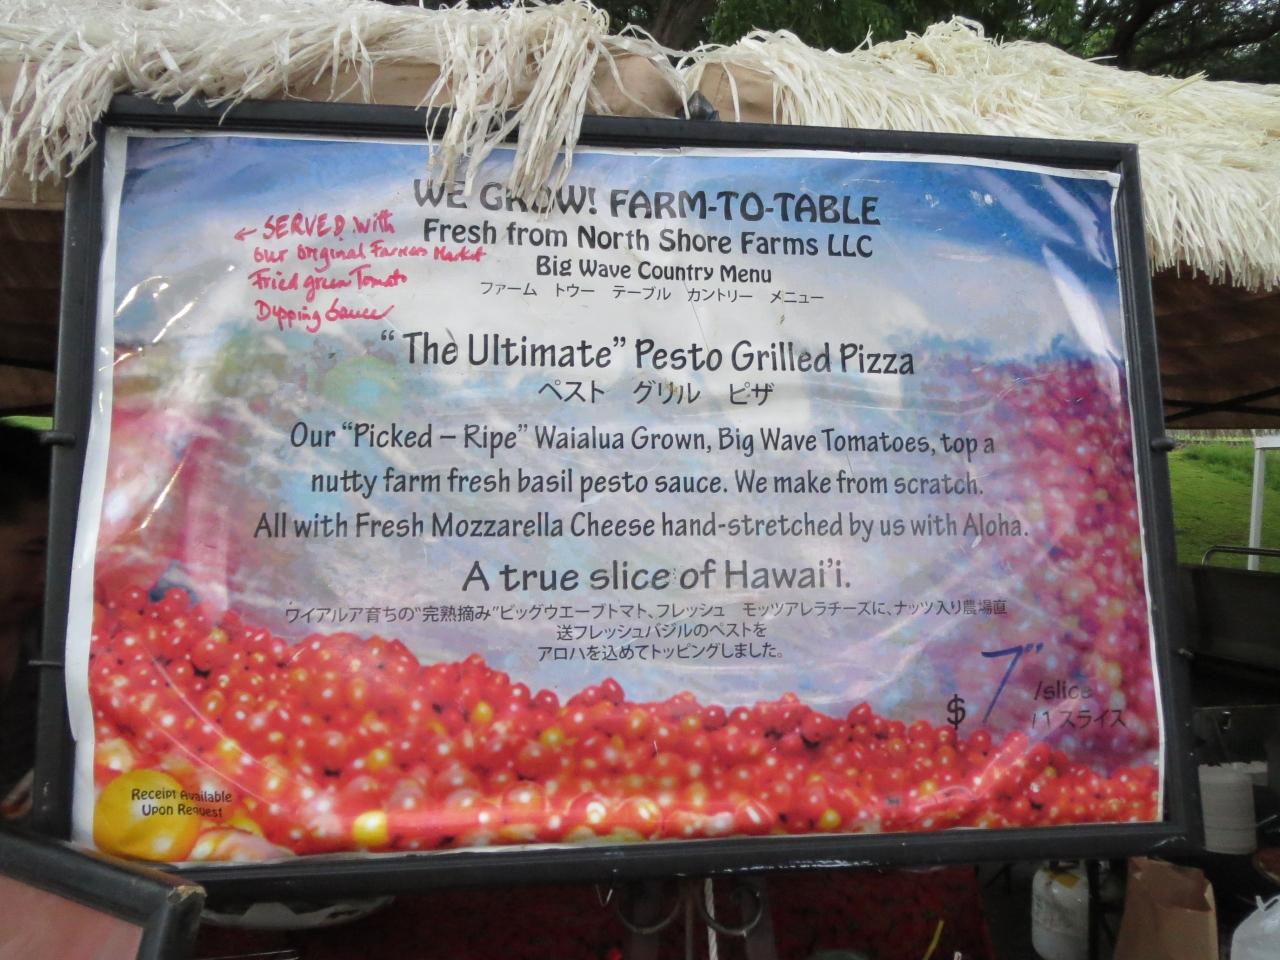 WE GROW! FARM-TO-TABLE
Fresh from North Shore Farms LLC
Big Wave Country Menu
ファーム トウー テーブル カントリー メニュー
← SERVED with
our original Farmers Market
Fried green Tomato
Dipping Sauce
“The Ultimate” Pesto Grilled Pizza
ペスト グリル ピザ
Our “Picked – Ripe” Waialua Grown, Big Wave Tomatoes, top a
nutty farm fresh basil pesto sauce. We make from scratch.
All with Fresh Mozzarella Cheese hand-stretched by us with Aloha.
A true slice of Hawai'i.
ワイアルア育ちの“完熟摘み”ビッグウエーブトマト、フレッシュ モッツアレラチーズに、ナッツ入り農場直
送フレッシュバジルのペストを
アロハを込めてトッピングしました。
$ 7 /slice
/1 スライス
Receipt Available
Upon Request